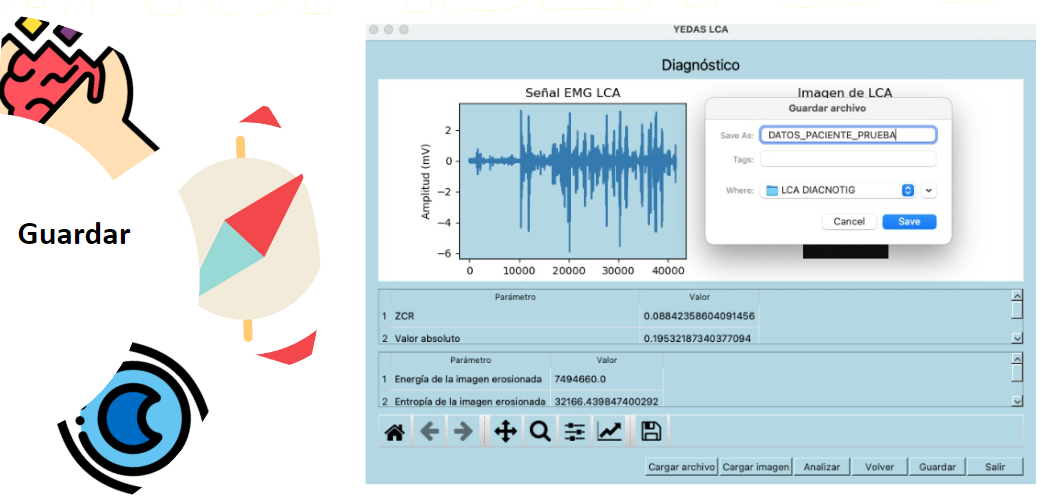 Guardar
YEDAS LCA
Diagnóstico
Señal EMG LCA
Imagen de LCA
Amplitud (mV)
2
0
−2
−4
−6
0 10000 20000 30000 40000
Guardar archivo
Save As: DATOS_PACIENTE_PRUEBA
Tags:
Where: LCA DIACNOTIG
Cancel Save
Parámetro Valor
1 ZCR 0.08842358604091456
2 Valor absoluto 0.19532187340377094
Parámetro Valor
1 Energía de la imagen erosionada 7494660.0
2 Entropía de la imagen erosionada 32166.439847400292
Cargar archivo Cargar imagen Analizar Volver Guardar Salir